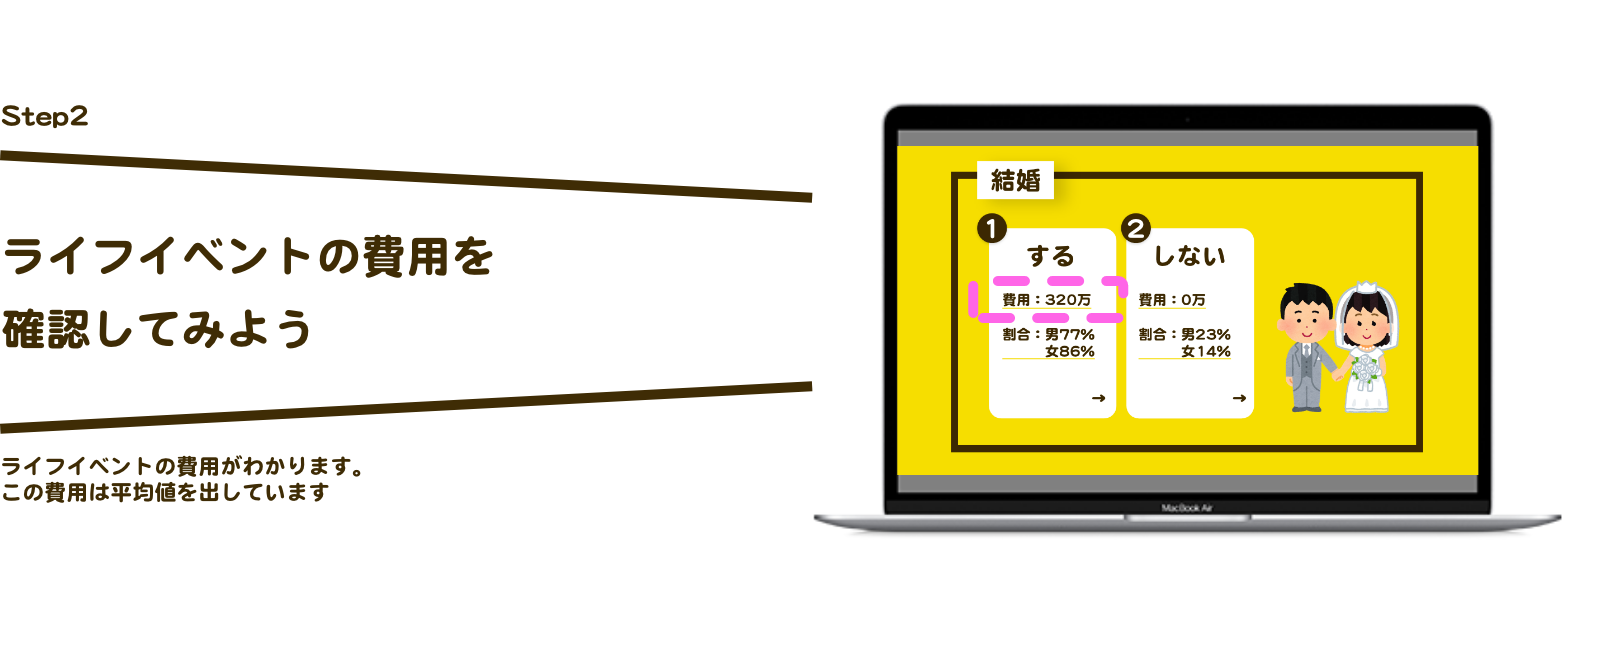 Step2
ライフイベントの費用を
確認してみよう
ライフイベントの費用がわかります。
この費用は平均値を出しています
結婚
1
する
費用：320万
割合：男77%
女86%
→
2
しない
費用：0万
割合：男23%
女14%
→
MacBook Air